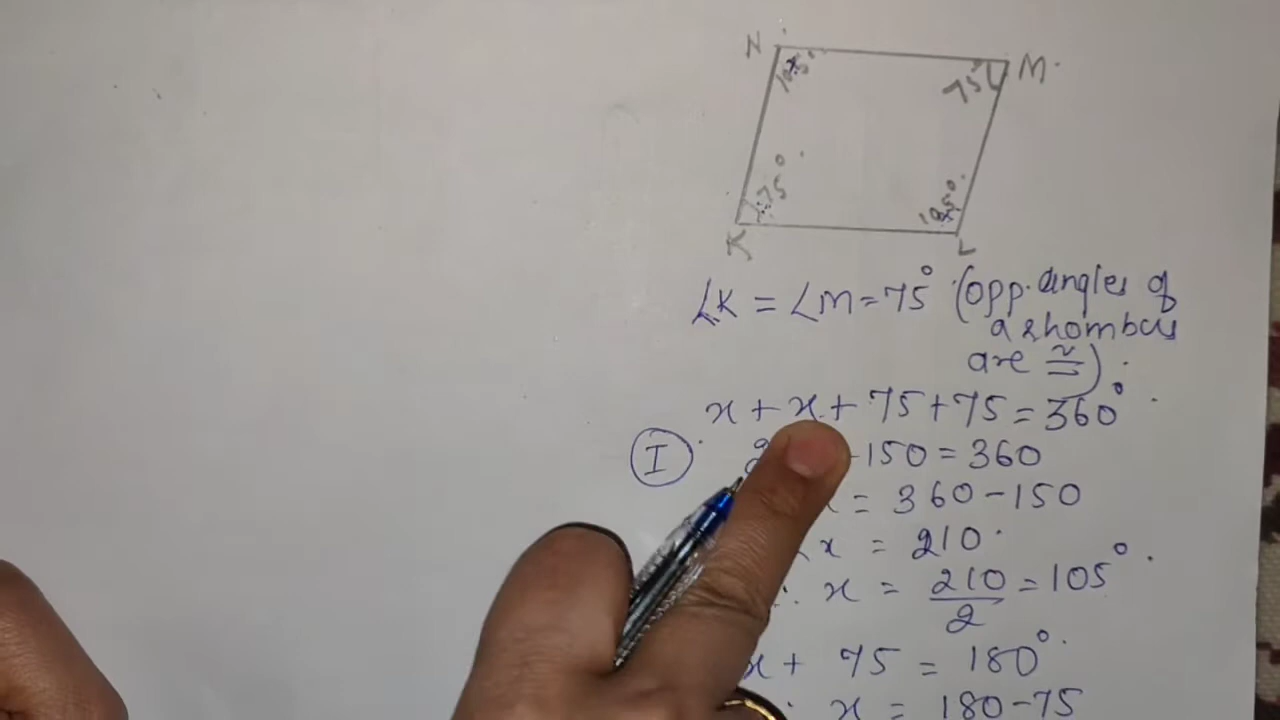 N
105°
75°
M
75°
105°
K
L
∠K = ∠M = 75° (opp. angles of
a rhombus
are ≅)
x + x + 75 + 75 = 360°
I
150 = 360
= 360 - 150
x = 210
∴ x = 210/2 = 105°
x + 75 = 180°
x = 180 - 75